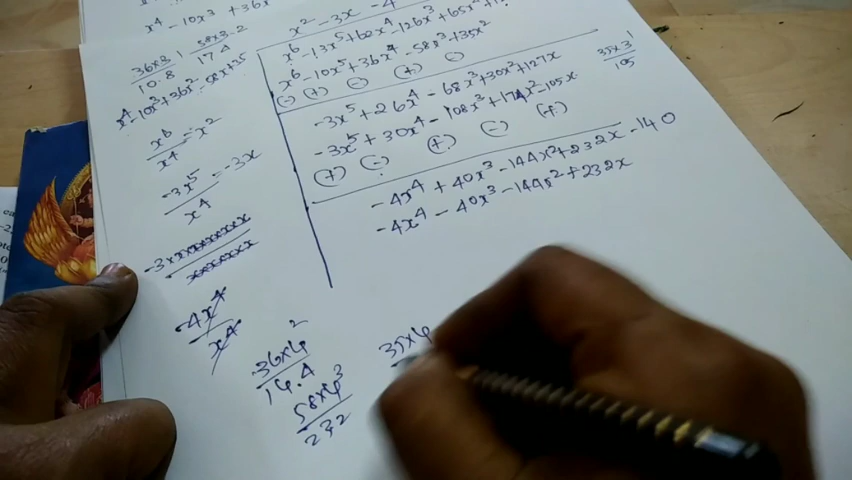 x⁴ - 10x³ + 36x
x² - 3x - 4
x⁶ - 13x⁵ + 62x⁴ - 126x³ + 65x² + 1
x⁶ - 10x⁵ + 36x⁴ - 58x³ + 35x²
(-) (+) (-) (+) (-)
-3x⁵ + 26x⁴ - 68x³ + 30x² + 127x
-3x⁵ + 30x⁴ - 108x³ + 174x² - 105x
(+) (-) (+) (-) (+)
-4x⁴ + 40x³ - 144x² + 232x - 140
-4x⁴ - 40x³ - 144x² + 232x
36x3
10.8
58x3
17.4
x⁴ - 10x³ + 36x² - 58x + 35
x⁶/x⁴ = x²
-3x⁵/x⁴ = -3x
-4x⁴/x⁴
36x4
14.4
58x4
232
35x4
35x3
105